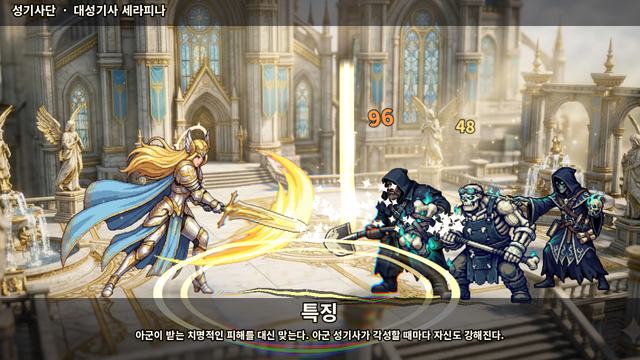 성기사단 · 대성기사 세라피나
96
48
특징
아군이 받는 치명적인 피해를 대신 맞는다. 아군 성기사가 각성할 때마다 자신도 강해진다.